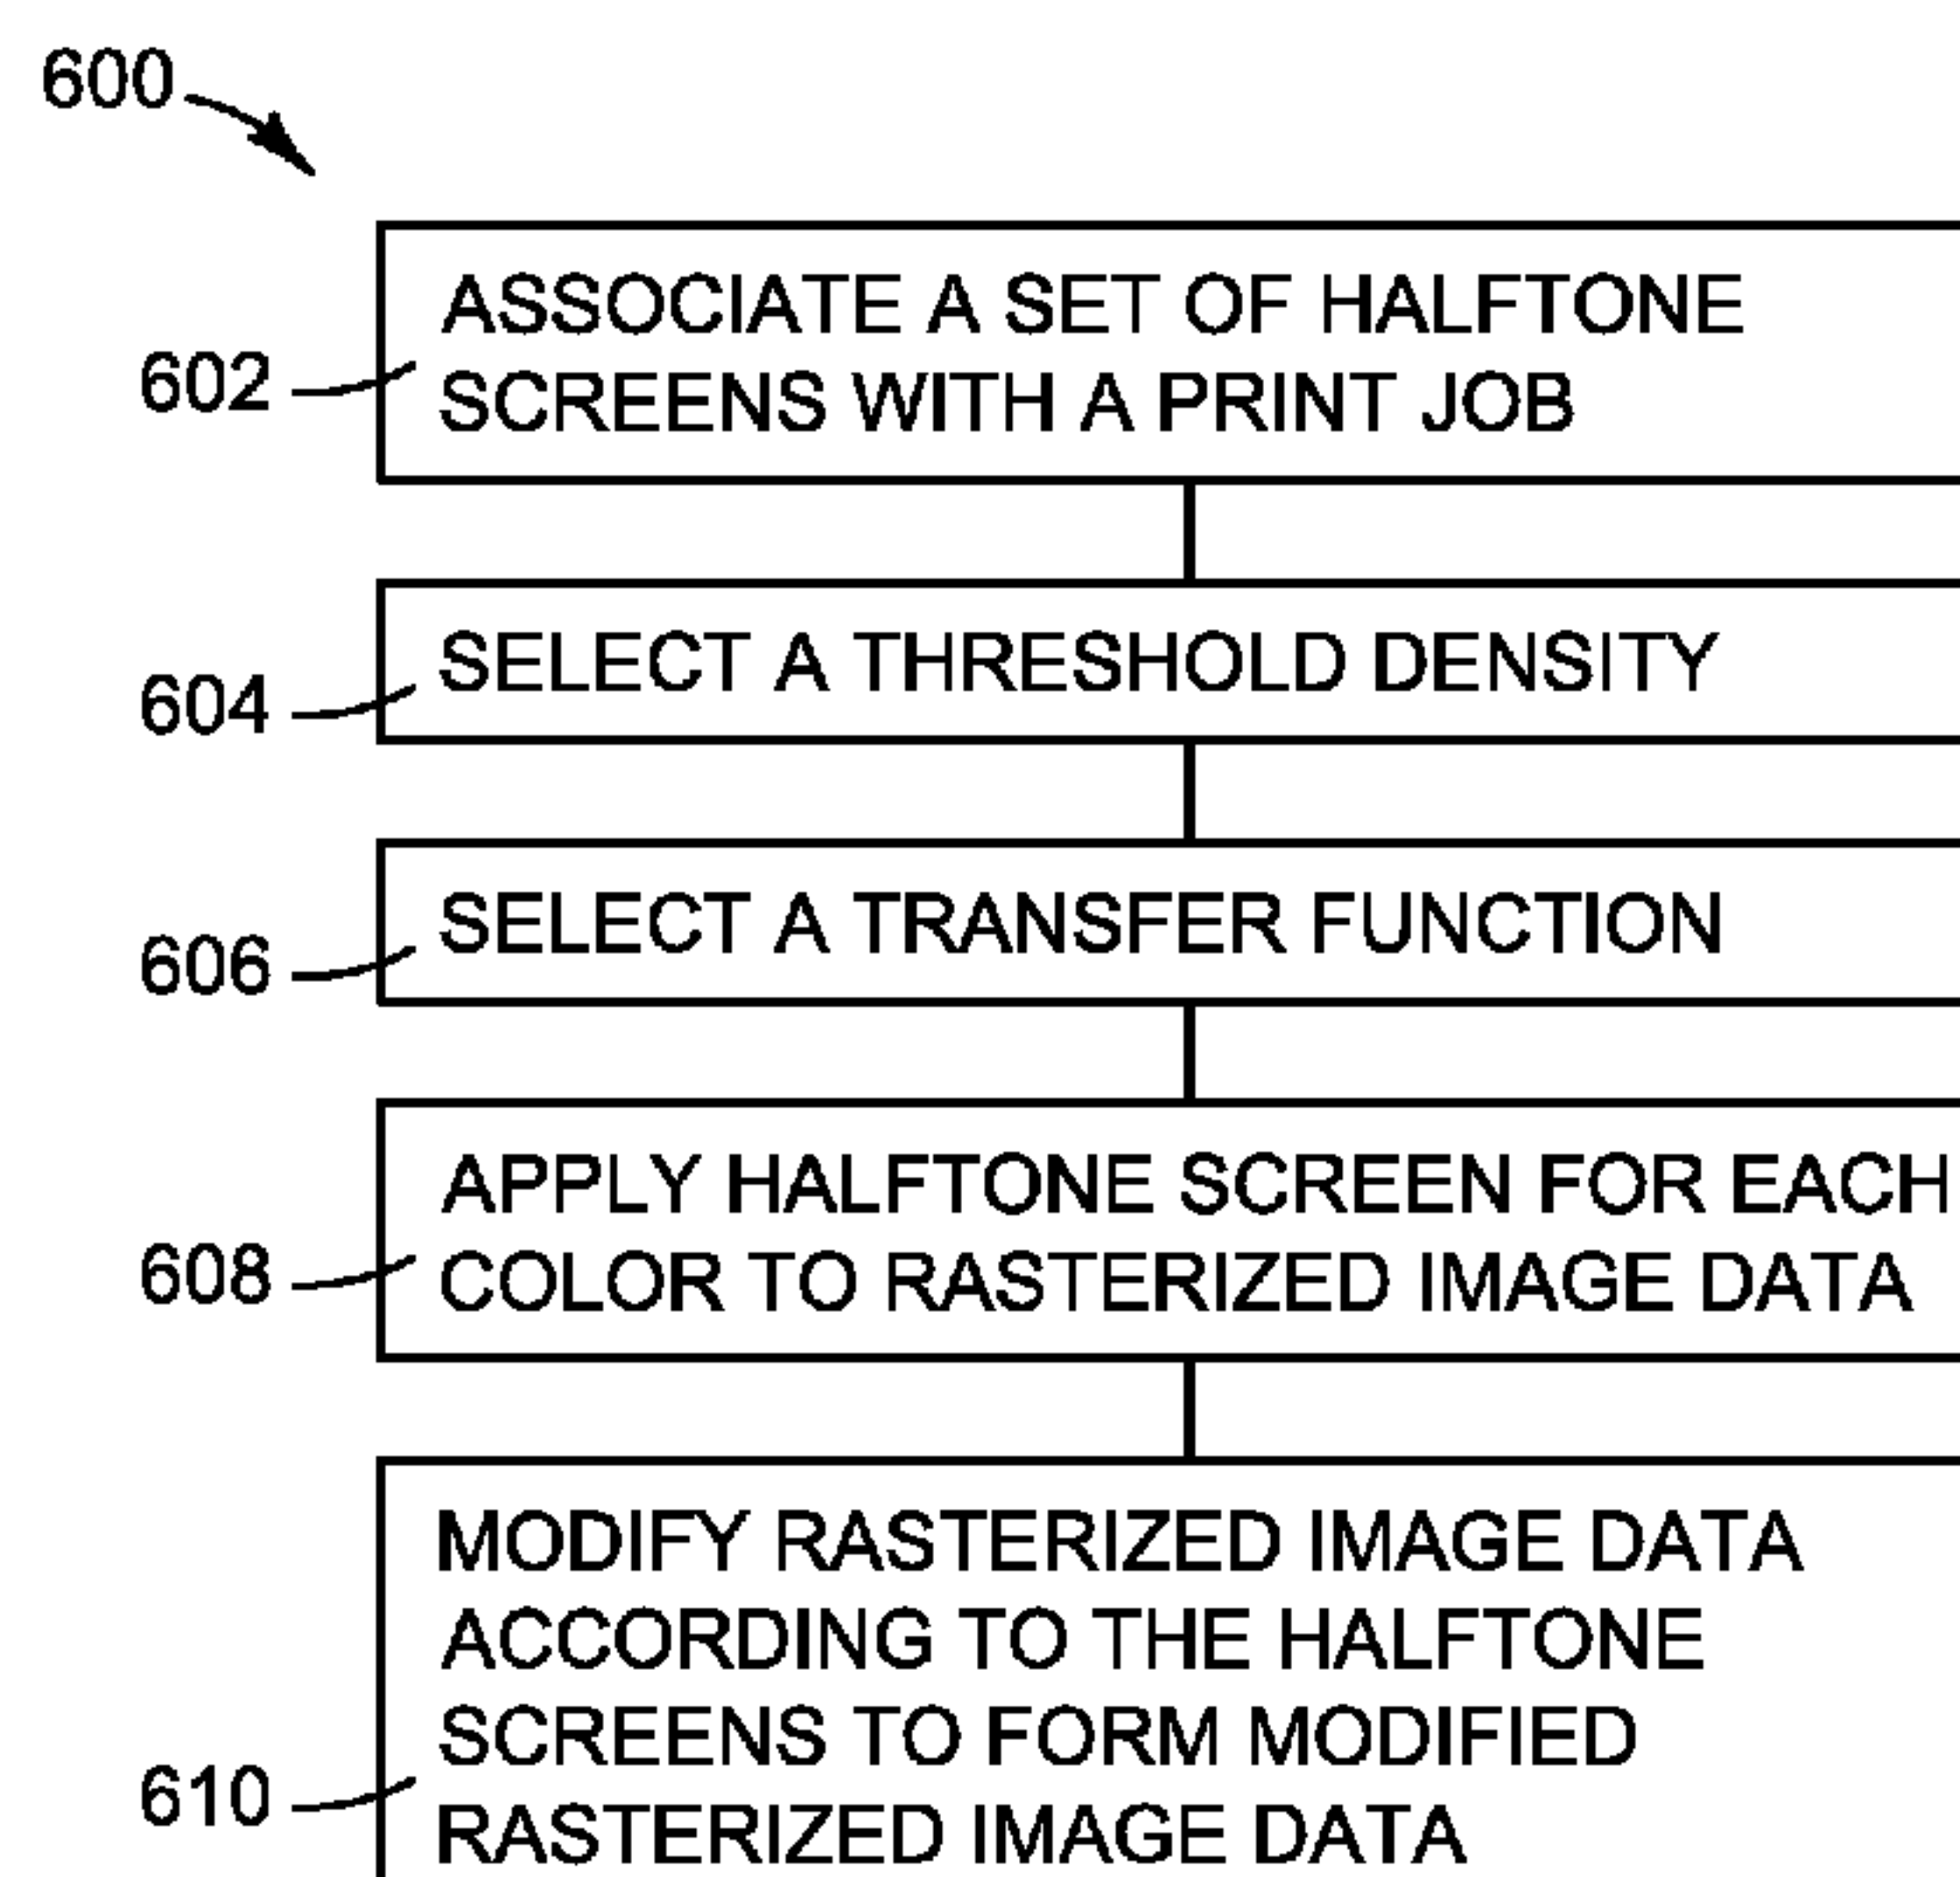 600
602
ASSOCIATE A SET OF HALFTONE
SCREENS WITH A PRINT JOB
604
SELECT A THRESHOLD DENSITY
606
SELECT A TRANSFER FUNCTION
608
APPLY HALFTONE SCREEN FOR EACH
COLOR TO RASTERIZED IMAGE DATA
610
MODIFY RASTERIZED IMAGE DATA
ACCORDING TO THE HALFTONE
SCREENS TO FORM MODIFIED
RASTERIZED IMAGE DATA